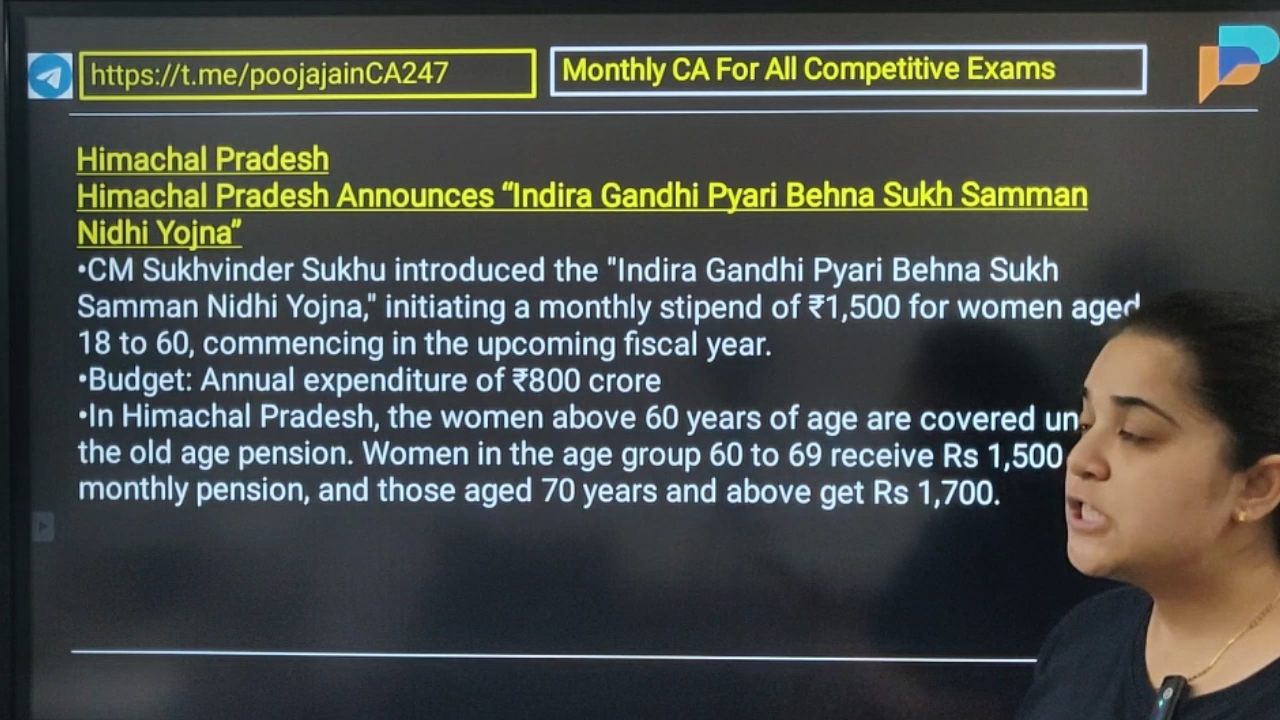 https://t.me/poojajainCA247
Monthly CA For All Competitive Exams
Himachal Pradesh
Himachal Pradesh Announces “Indira Gandhi Pyari Behna Sukh Samman
Nidhi Yojna”
•CM Sukhvinder Sukhu introduced the "Indira Gandhi Pyari Behna Sukh
Samman Nidhi Yojna," initiating a monthly stipend of ₹1,500 for women aged
18 to 60, commencing in the upcoming fiscal year.
•Budget: Annual expenditure of ₹800 crore
•In Himachal Pradesh, the women above 60 years of age are covered un
the old age pension. Women in the age group 60 to 69 receive Rs 1,500
monthly pension, and those aged 70 years and above get Rs 1,700.